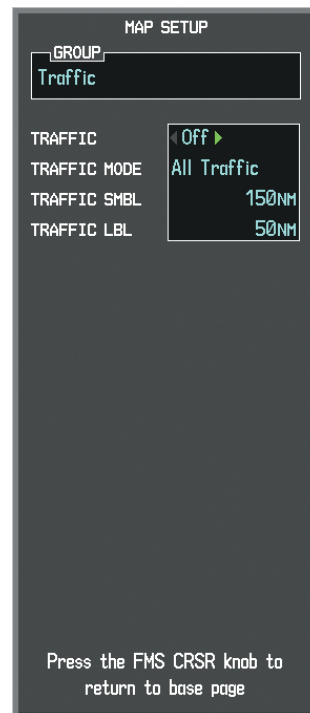 MAP SETUP
GROUP
Traffic
TRAFFIC Off
TRAFFIC MODE All Traffic
TRAFFIC SMBL 150NM
TRAFFIC LBL 50NM
Press the FMS CRSR knob to
return to base page